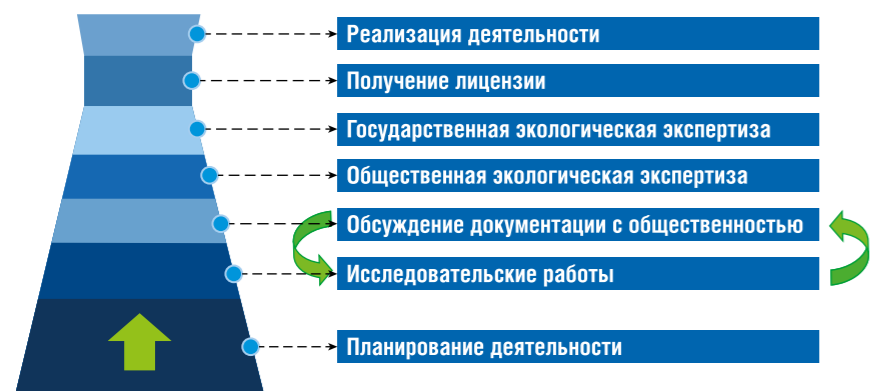 Реализация деятельности
Получение лицензии
Государственная экологическая экспертиза
Общественная экологическая экспертиза
Обсуждение документации с общественностью
Исследовательские работы
Планирование деятельности